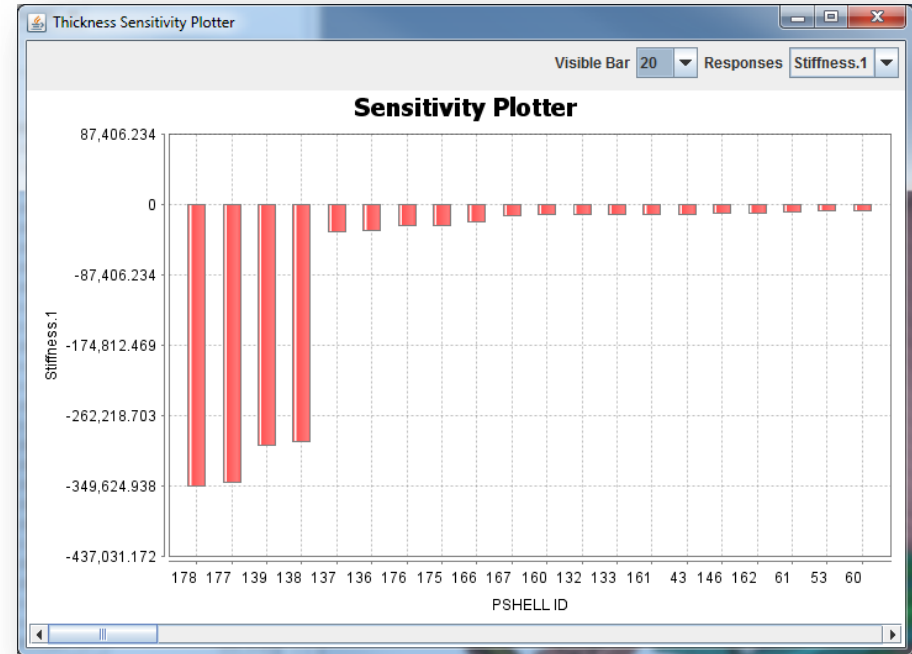 Thickness Sensitivity Plotter
Visible Bar 20 Responses Stiffness.1
Sensitivity Plotter
87,406.234
0
-87,406.234
-174,812.469
-262,218.703
-349,624.938
-437,031.172
Stiffness.1
178 177 139 138 137 136 176 175 166 167 160 132 133 161 43 146 162 61 53 60
PSHELL ID